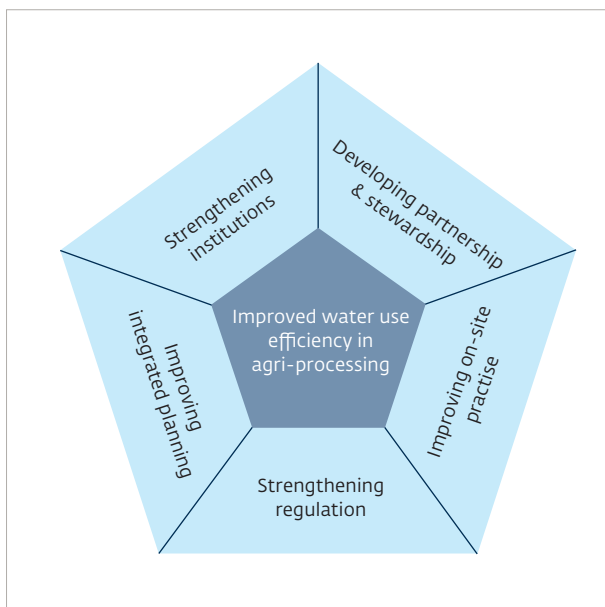 Strengthening
institutions
Developing partnership
& stewardship
Improved water use
efficiency in
agri-processing
Improving
integrated planning
Improving on-site
practise
Strengthening
regulation